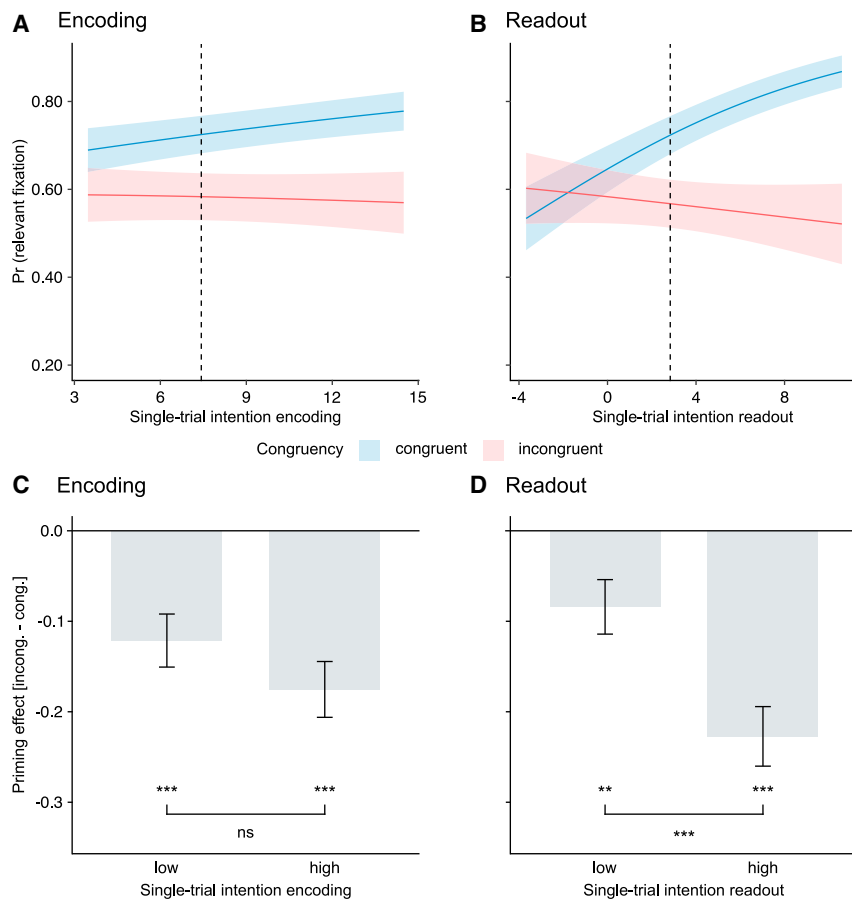 A Encoding
B Readout
Pr (relevant fixation)
0.80
0.60
0.40
0.20
3 6 9 12 15
Single-trial intention encoding
-4 0 4 8
Single-trial intention readout
Congruency congruent incongruent
C Encoding
D Readout
Priming effect [incong. - cong.]
0.0
-0.1
-0.2
-0.3
*** ***
ns
** ***
***
low high
Single-trial intention encoding
low high
Single-trial intention readout